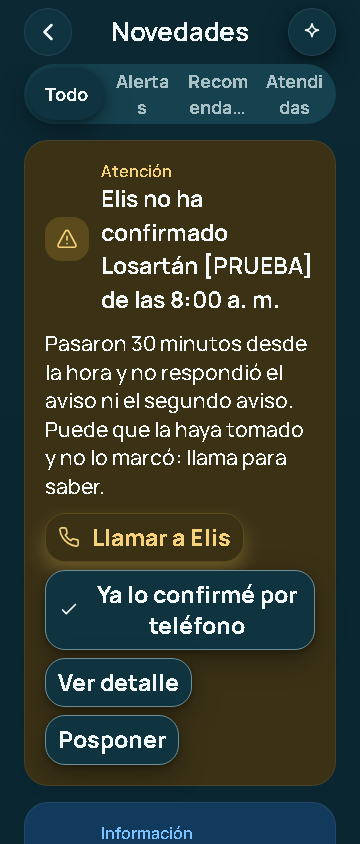 Novedades
Todo
Alerta
s
Recom
enda...
Atendi
das
Atención
Elis no ha
confirmado
Losartán [PRUEBA]
de las 8:00 a. m.
Pasaron 30 minutos desde
la hora y no respondió el
aviso ni el segundo aviso.
Puede que la haya tomado
y no lo marcó: llama para
saber.
Llamar a Elis
Ya lo confirmé por
teléfono
Ver detalle
Posponer
Información